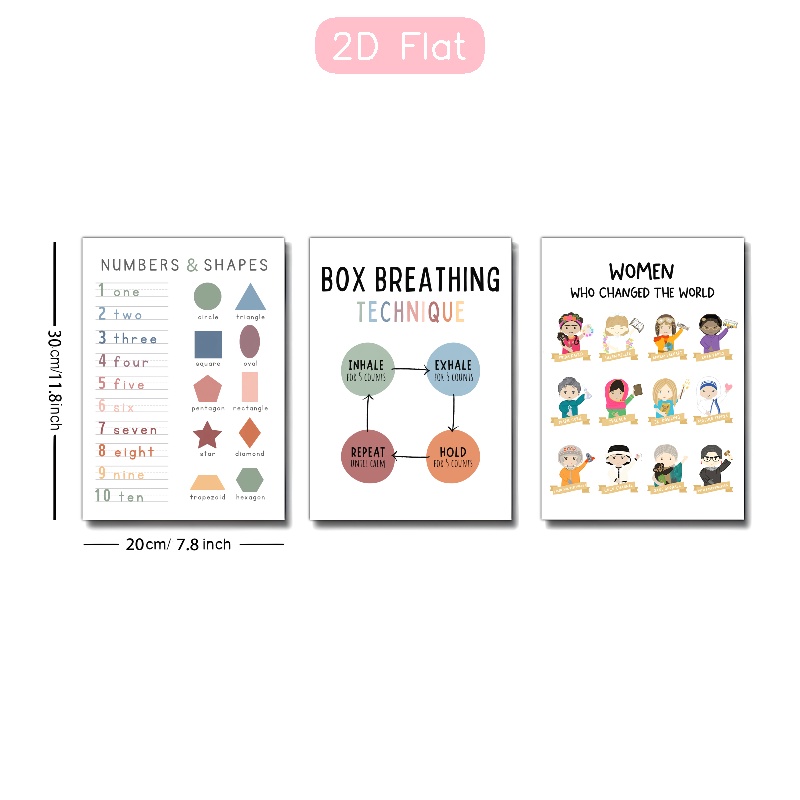 2D Flat
30cm/11.8inch
20cm/ 7.8 inch
NUMBERS & SHAPES
1 one
2 two
3 three
4 four
5 five
6 six
7 seven
8 eight
9 nine
10 ten
circle triangle
square oval
pentagon rectangle
star diamond
trapezoid hexagon
BOX BREATHING
TECHNIQUE
INHALE
FOR 5 COUNTS
EXHALE
FOR 5 COUNTS
REPEAT
UNTIL CALM
HOLD
FOR 5 COUNTS
WOMEN
WHO CHANGED THE WORLD